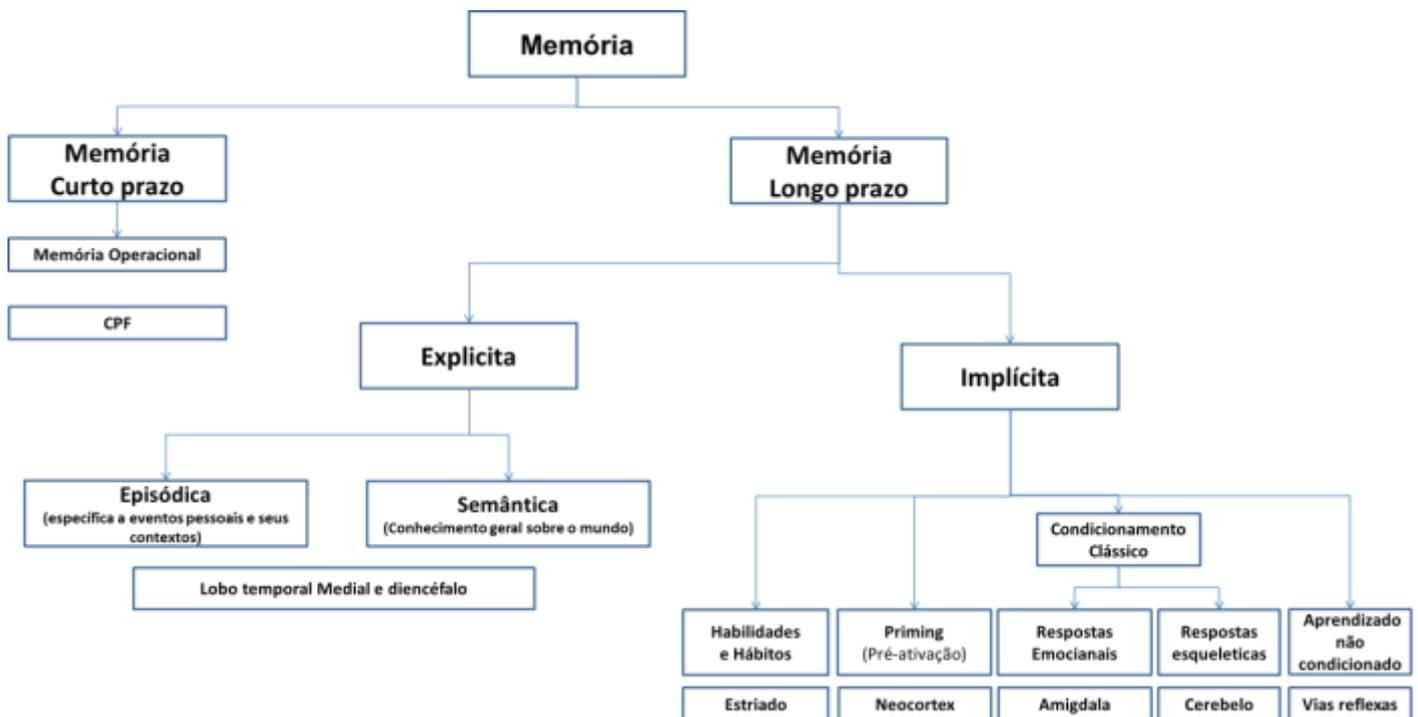 Memória
Memória
Curto prazo
Memória Operacional
CPF
Memória
Longo prazo
Explicita
Episódica
(específica a eventos pessoais e seus
contextos)
Semântica
(Conhecimento geral sobre o mundo)
Lobo temporal Medial e diencéfalo
Implícita
Condicionamento
Clássico
Habilidades
e Hábitos
Priming
(Pré-ativação)
Respostas
Emocianais
Respostas
esqueleticas
Aprendizado
não
condicionado
Estriado
Neocortex
Amigdala
Cerebelo
Vias reflexas